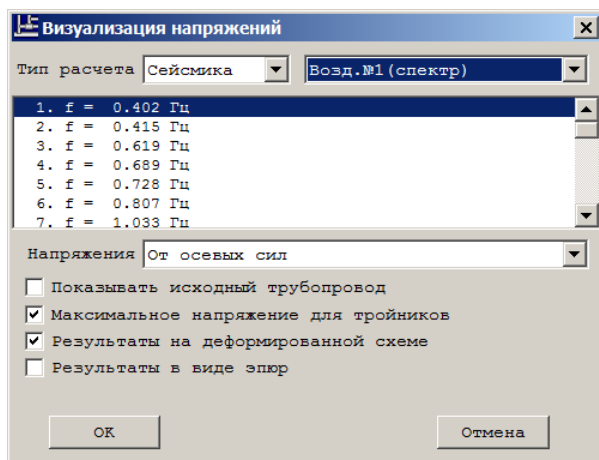 Визуализация напряжений
Тип расчета Сейсмика Возд.№1(спектр)
1. f = 0.402 Гц
2. f = 0.415 Гц
3. f = 0.619 Гц
4. f = 0.689 Гц
5. f = 0.728 Гц
6. f = 0.807 Гц
7. f = 1.033 Гц
Напряжения От осевых сил
Показывать исходный трубопровод
Максимальное напряжение для тройников
Результаты на деформированной схеме
Результаты в виде эпюр
OK Отмена